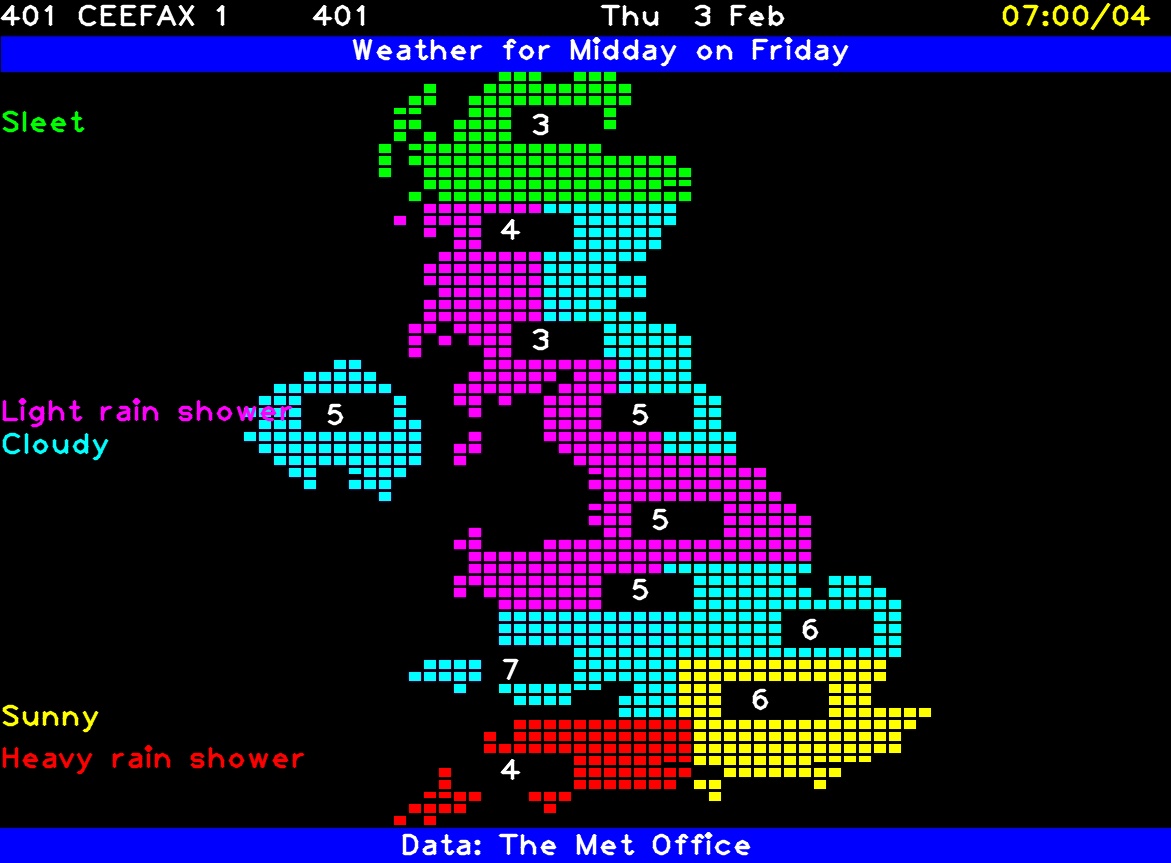 401 CEEFAX 1 401 Thu 3 Feb 07:00/04
Weather for Midday on Friday
Sleet
3
4
3
Light rain shower 5 5
Cloudy
5
5
6
7
6
Sunny
Heavy rain shower
4
Data: The Met Office